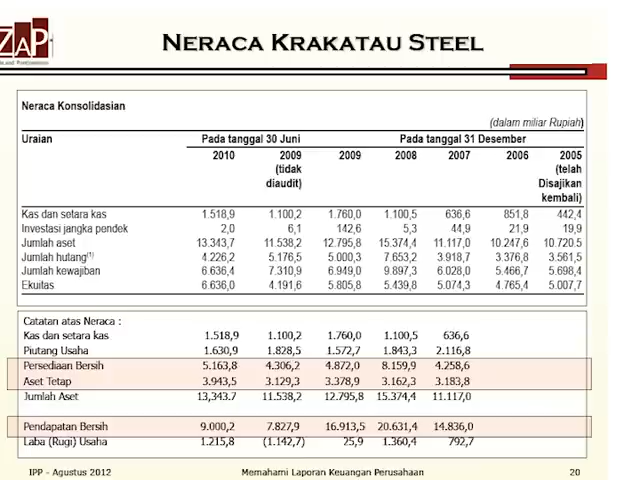 ZAP
NERACA KRAKATAU STEEL
Neraca Konsolidasian
(dalam miliar Rupiah)
Uraian Pada tanggal 30 Juni Pada tanggal 31 Desember
2010 2009 2009 2008 2007 2006 2005
(tidak (telah
diaudit) Disajikan
kembali)
Kas dan setara kas 1.518,9 1.100,2 1.760,0 1.100,5 636,6 851,8 442,4
Investasi jangka pendek 2,0 6,1 142,6 5,3 44,9 21,9 19,9
Jumlah aset 13.343,7 11.538,2 12.795,8 15.374,4 11.117,0 10.247,6 10.720.5
Jumlah hutang(1) 4.226,2 5.176,5 5.000,3 7.653,2 3.918,7 3.376,8 3.561,5
Jumlah kewajiban 6.636,4 7.310,9 6.949,0 9.897,3 6.028,0 5.466,7 5.698,4
Ekuitas 6.636,0 4.191,6 5.805,8 5.439,8 5.074,3 4.765,4 5.007,7
Catatan atas Neraca :
Kas dan setara kas 1.518,9 1.100,2 1.760,0 1.100,5 636,6
Piutang Usaha 1.630,9 1.828,5 1.572,7 1.843,3 2.116,8
Persediaan Bersih 5.163,8 4.306,2 4.872,0 8.159,9 4.258,6
Aset Tetap 3.943,5 3.129,3 3.378,9 3.162,3 3.183,8
Jumlah Aset 13,343.7 11.538,2 12.795,8 15.374,4 11.117,0
Pendapatan Bersih 9.000,2 7.827,9 16.913,5 20.631,4 14.836,0
Laba (Rugi) Usaha 1.215,8 (1.142,7) 25,9 1.360,4 792,7
IPP - Agustus 2012 Memahami Laporan Keuangan Perusahaan 20